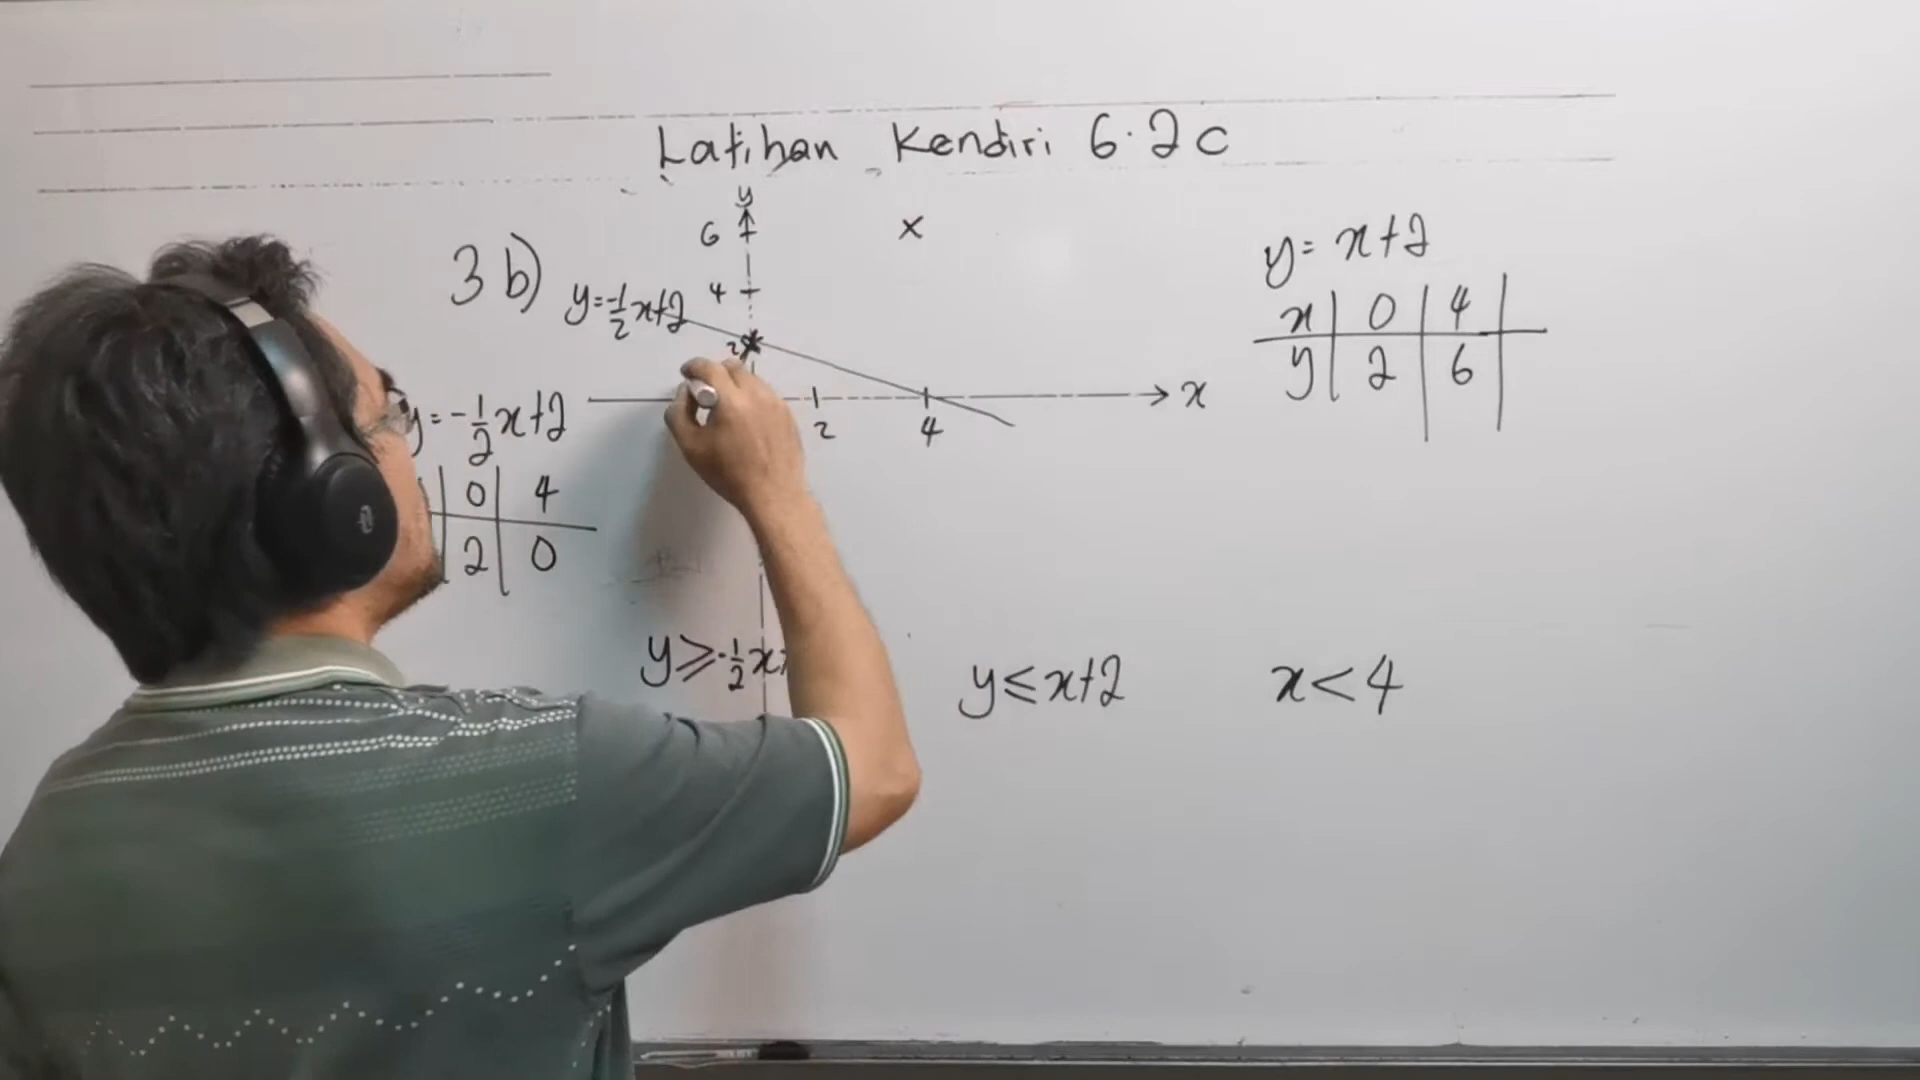 Latihan Kendiri 6.2c
3 b)
y
6
x
4
y=-1/2x+2
2
x
2
4
y=x+2
x | 0 | 4
y | 2 | 6
y=-1/2x+2
0 | 4
2 | 0
y⩾-1/2x
y⩽x+2
x<4